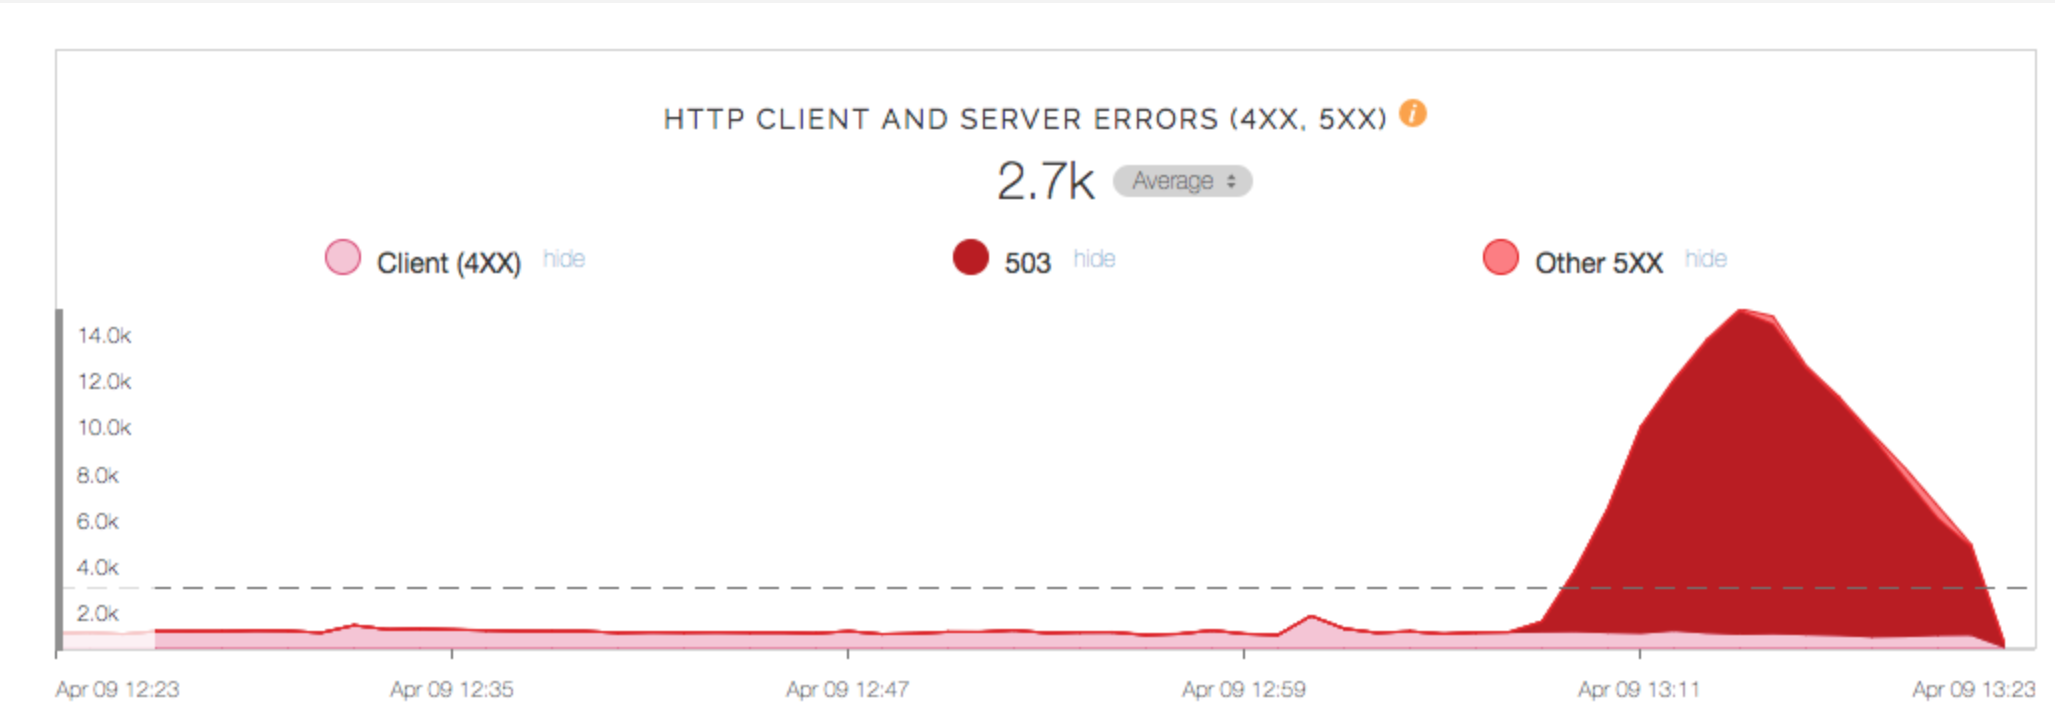 HTTP CLIENT AND SERVER ERRORS (4XX, 5XX) i
2.7k Average
Client (4XX) hide 503 hide Other 5XX hide
14.0k
12.0k
10.0k
8.0k
6.0k
4.0k
2.0k
Apr 09 12:23 Apr 09 12:35 Apr 09 12:47 Apr 09 12:59 Apr 09 13:11 Apr 09 13:23